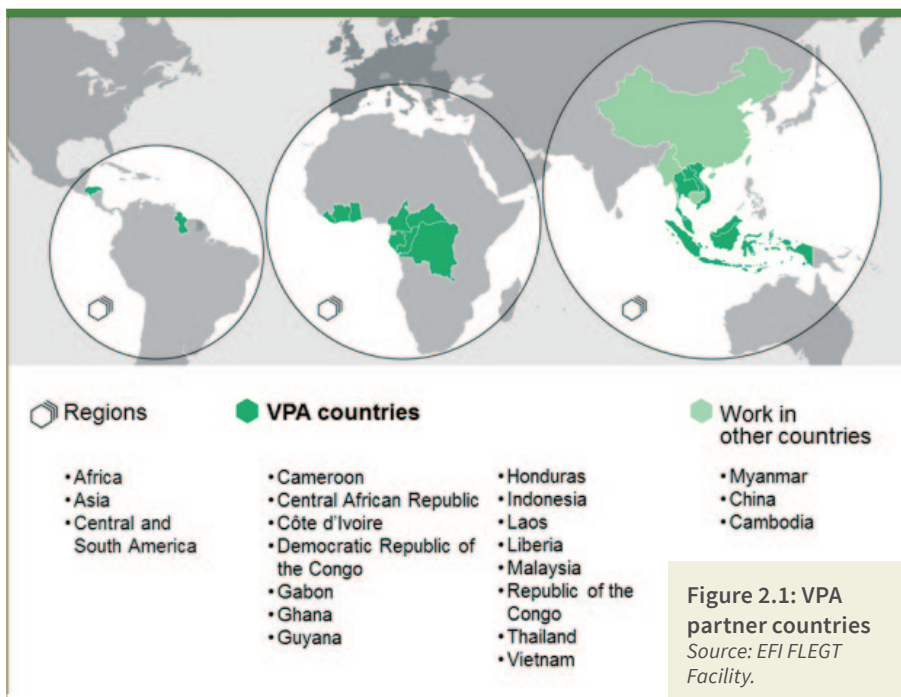 Regions
• Africa
• Asia
• Central and
South America
VPA countries
• Cameroon
• Central African Republic
• Côte d'Ivoire
• Democratic Republic of
the Congo
• Gabon
• Ghana
• Guyana
• Honduras
• Indonesia
• Laos
• Liberia
• Malaysia
• Republic of the
Congo
• Thailand
• Vietnam
Work in
other countries
• Myanmar
• China
• Cambodia
Figure 2.1: VPA
partner countries
Source: EFI FLEGT
Facility.